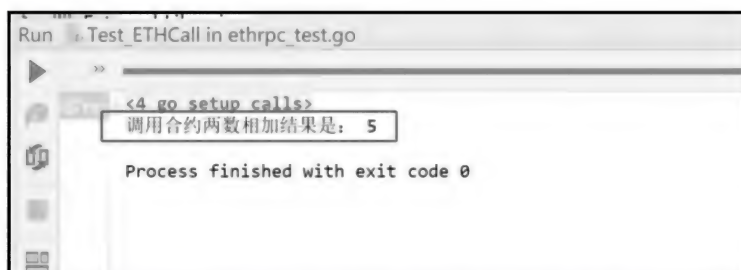 Run Test_ETHCall in ethrpc_test.go
»
<4 go setup calls>
调用合约两数相加结果是： 5
Process finished with exit code 0